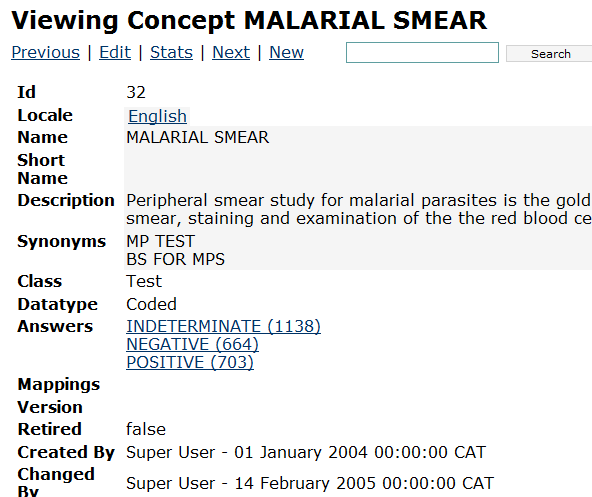 Viewing Concept MALARIAL SMEAR
Previous | Edit | Stats | Next | New Search
Id 32
Locale English
Name MALARIAL SMEAR
Short
Name
Description Peripheral smear study for malarial parasites is the gold
smear, staining and examination of the the red blood ce
Synonyms MP TEST
BS FOR MPS
Class Test
Datatype Coded
Answers INDETERMINATE (1138)
NEGATIVE (664)
POSITIVE (703)
Mappings
Version
Retired false
Created By Super User - 01 January 2004 00:00:00 CAT
Changed
By Super User - 14 February 2005 00:00:00 CAT